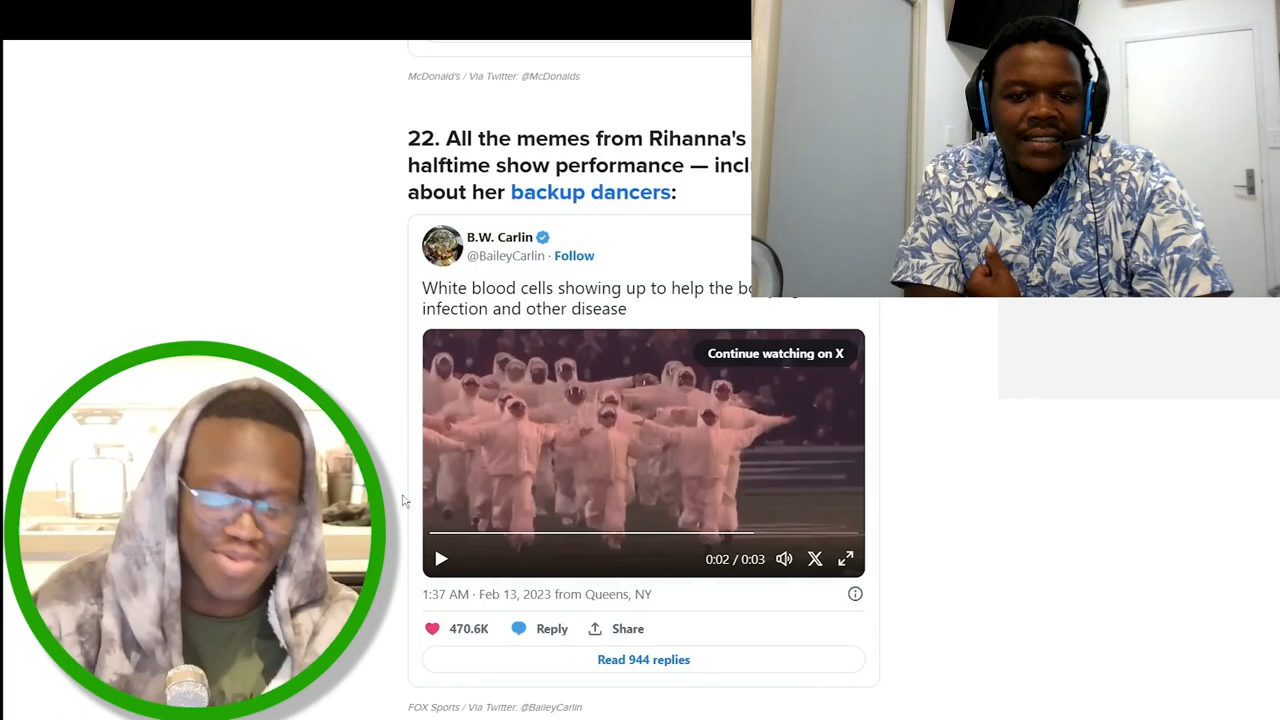 McDonald's / Via Twitter: @McDonalds
22. All the memes from Rihanna's
halftime show performance — incl
about her backup dancers:
B.W. Carlin
@BaileyCarlin · Follow
White blood cells showing up to help the
infection and other disease
Continue watching on X
0:02 / 0:03
1:37 AM · Feb 13, 2023 from Queens, NY
470.6K Reply Share
Read 944 replies
FOX Sports / Via Twitter: @BaileyCarlin